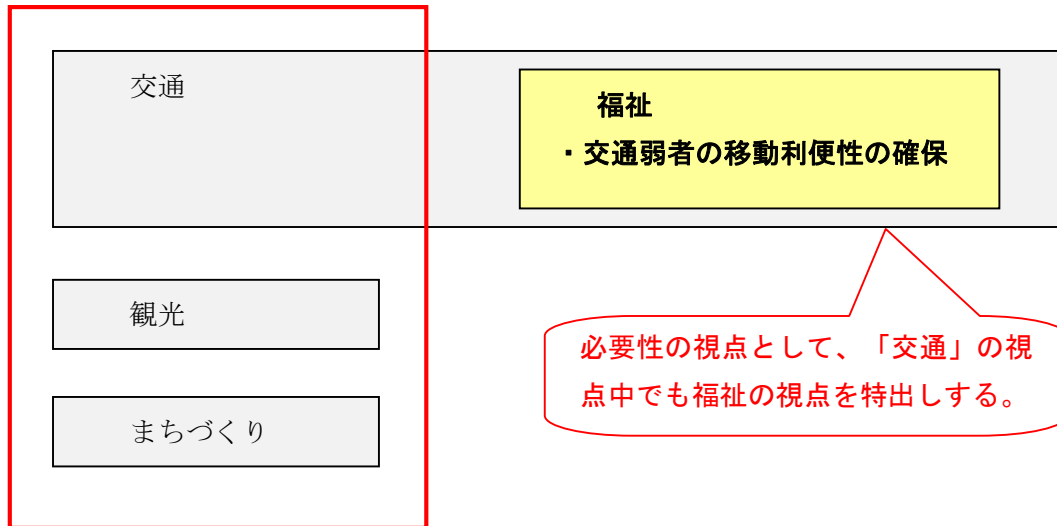 交通
福祉
・交通弱者の移動利便性の確保
観光
必要性の視点として、「交通」の視
点中でも福祉の視点を特出しする。
まちづくり